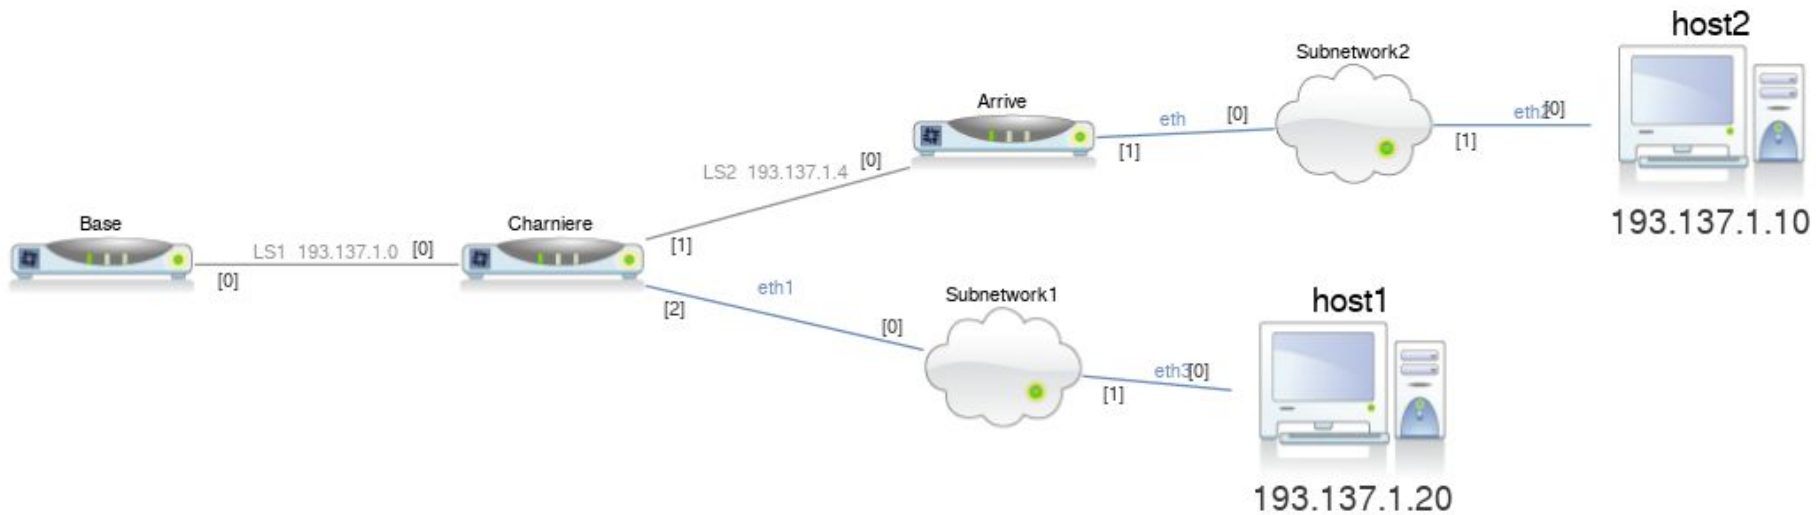 host2
Subnetwork2
Arrive
eth
[0]
eth2
[0]
[1]
[1]
193.137.1.10
LS2 193.137.1.4
[0]
Base
Charniere
LS1 193.137.1.0
[0]
[0]
[1]
[2]
eth1
Subnetwork1
[0]
host1
eth3
[0]
[1]
193.137.1.20